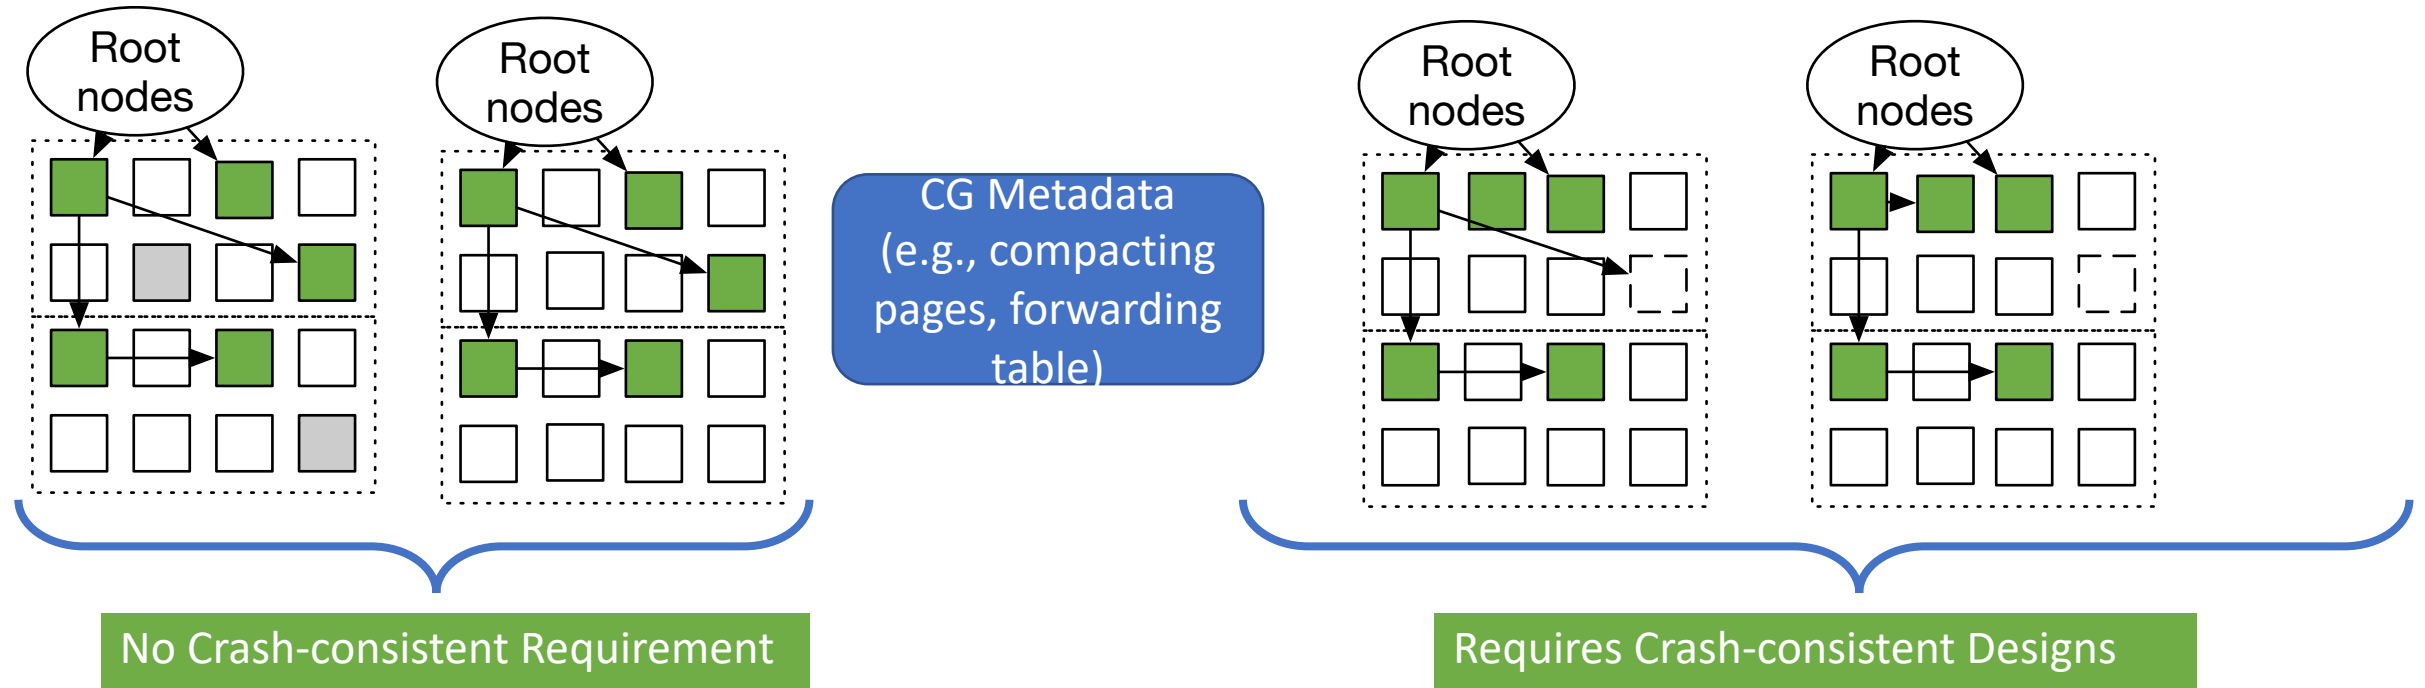 Root
nodes
Root
nodes
CG Metadata
(e.g., compacting
pages, forwarding
table)
Root
nodes
Root
nodes
No Crash-consistent Requirement
Requires Crash-consistent Designs